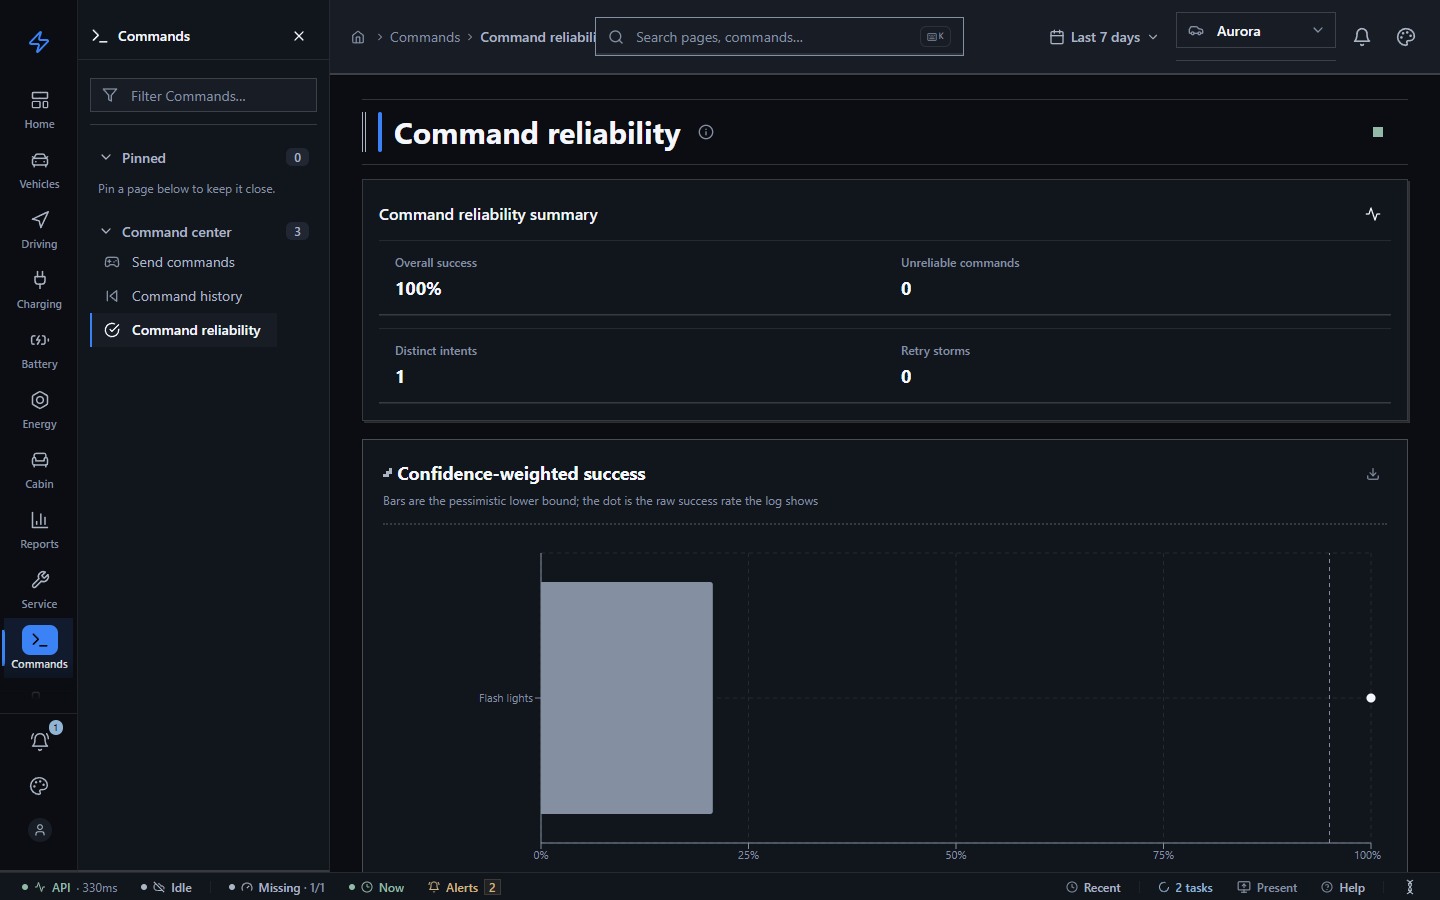 Commands
Filter Commands...
Pinned
0
Pin a page below to keep it close.
Command center
3
Send commands
Command history
Command reliability
Home
Vehicles
Driving
Charging
Battery
Energy
Cabin
Reports
Service
Commands
1
Commands
Command reliabili
Search pages, commands...
K
Last 7 days
Aurora
Command reliability
Command reliability summary
Overall success
100%
Unreliable commands
0
Distinct intents
1
Retry storms
0
Confidence-weighted success
Bars are the pessimistic lower bound; the dot is the raw success rate the log shows
Flash lights
0%
25%
50%
75%
100%
API · 330ms
Idle
Missing · 1/1
Now
Alerts 2
Recent
2 tasks
Present
Help